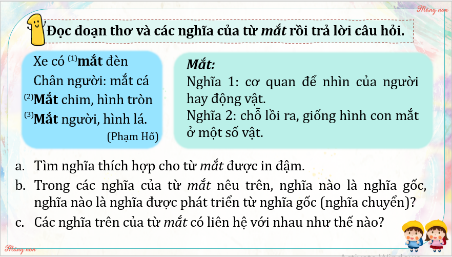 Măng non
1 Đọc đoạn thơ và các nghĩa của từ mắt rồi trả lời câu hỏi.
Xe có (1)mắt đèn
Chân người: mắt cá
(2)Mắt chim, hình tròn
(3)Mắt người, hình lá.
(Phạm Hổ)
Mắt:
Nghĩa 1: cơ quan để nhìn của người
hay động vật.
Nghĩa 2: chỗ lồi ra, giống hình con mắt
ở một số vật.
a. Tìm nghĩa thích hợp cho từ mắt được in đậm.
b. Trong các nghĩa của từ mắt nêu trên, nghĩa nào là nghĩa gốc,
nghĩa nào là nghĩa được phát triển từ nghĩa gốc (nghĩa chuyển)?
c. Các nghĩa trên của từ mắt có liên hệ với nhau như thế nào?
Măng non